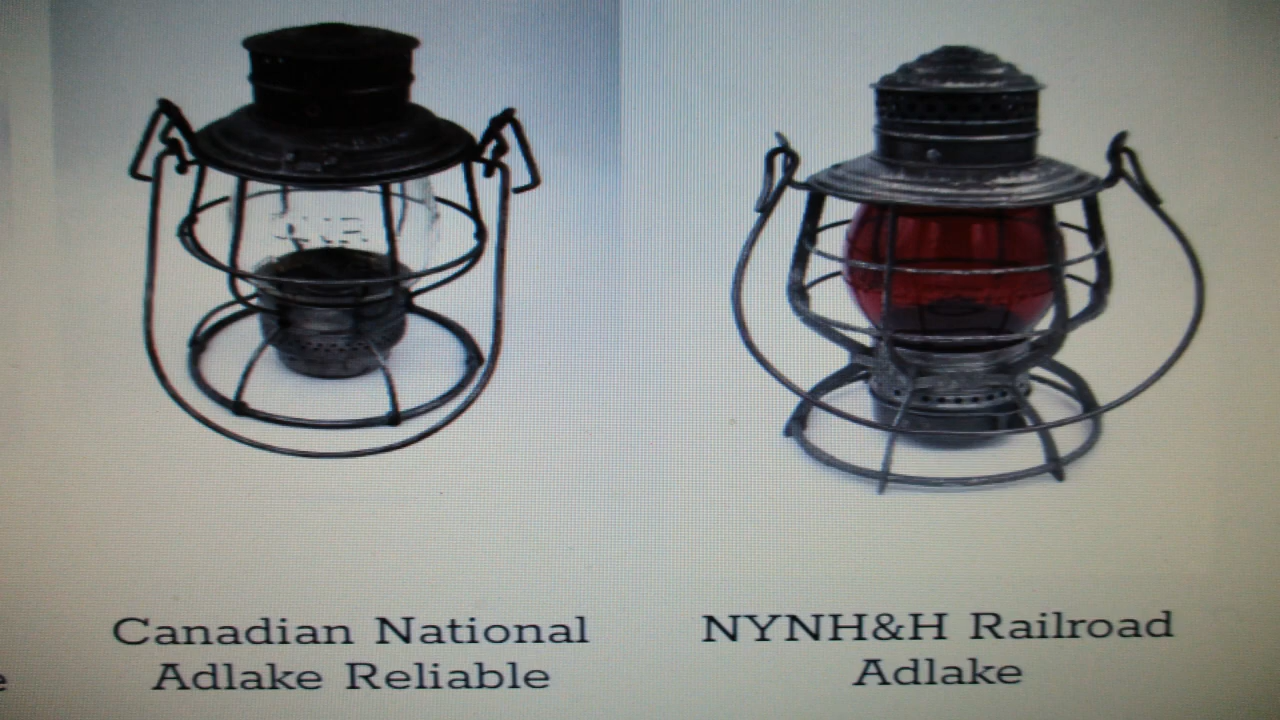 Canadian National
Adlake Reliable
NYNH&H Railroad
Adlake